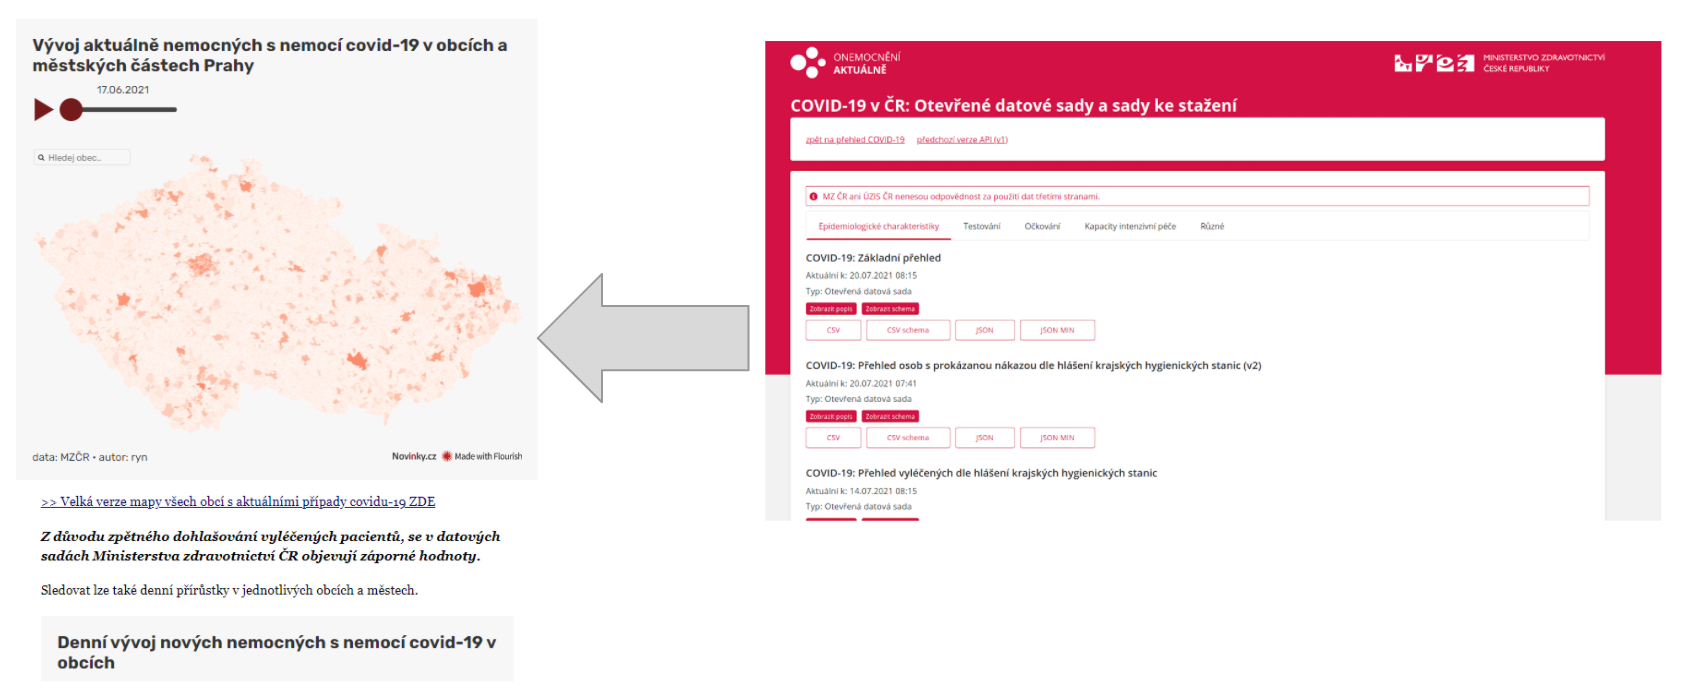 Vývoj aktuálně nemocných s nemocí covid-19 v obcích a
městských částech Prahy
17.06.2021
Hledej obec..
data: MZČR • autor: ryn
Novinky.cz
Made with Flourish
>> Velká verze mapy všech obcí s aktuálními případy covidu-19 ZDE
Z důvodu zpětného dohlašování vyléčených pacientů, se v datových
sadách Ministerstva zdravotnictví ČR objevují záporné hodnoty.
Sledovat lze také denní přírůstky v jednotlivých obcích a městech.
Denní vývoj nových nemocných s nemocí covid-19 v
obcích
ONEMOCNĚNÍ
AKTUÁLNĚ
MINISTERSTVO ZDRAVOTNICTVÍ
ČESKÉ REPUBLIKY
COVID-19 v ČR: Otevřené datové sady a sady ke stažení
zpět na přehled COVID-19 předchozí verze API (v1)
MZ ČR ani ÚZIS ČR nenesou odpovědnost za použití dat třetími stranami.
Epidemiologické charakteristiky Testování Očkování Kapacity intenzivní péče Různé
COVID-19: Základní přehled
Aktuální k: 20.07.2021 08:15
Typ: Otevřená datová sada
Zobrazit popis Zobrazit schema
CSV CSV schema JSON JSON MIN
COVID-19: Přehled osob s prokázanou nákazou dle hlášení krajských hygienických stanic (v2)
Aktuální k: 20.07.2021 07:41
Typ: Otevřená datová sada
Zobrazit popis Zobrazit schema
CSV CSV schema JSON JSON MIN
COVID-19: Přehled vyléčených dle hlášení krajských hygienických stanic
Aktuální k: 14.07.2021 08:15
Typ: Otevřená datová sada